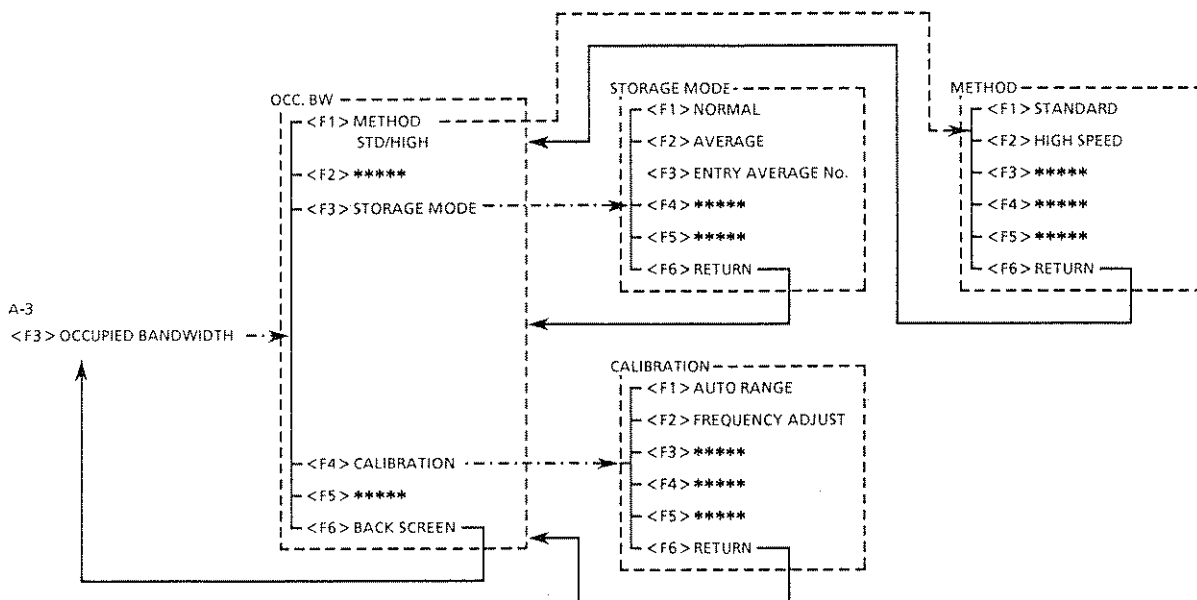 A-3
<F3> OCCUPIED BANDWIDTH
OCC. BW
<F1> METHOD
STD/HIGH
<F2> *****
<F3> STORAGE MODE
<F4> CALIBRATION
<F5> *****
<F6> BACK SCREEN
STORAGE MODE
<F1> NORMAL
<F2> AVERAGE
<F3> ENTRY AVERAGE No.
<F4> *****
<F5> *****
<F6> RETURN
METHOD
<F1> STANDARD
<F2> HIGH SPEED
<F3> *****
<F4> *****
<F5> *****
<F6> RETURN
CALIBRATION
<F1> AUTO RANGE
<F2> FREQUENCY ADJUST
<F3> *****
<F4> *****
<F5> *****
<F6> RETURN